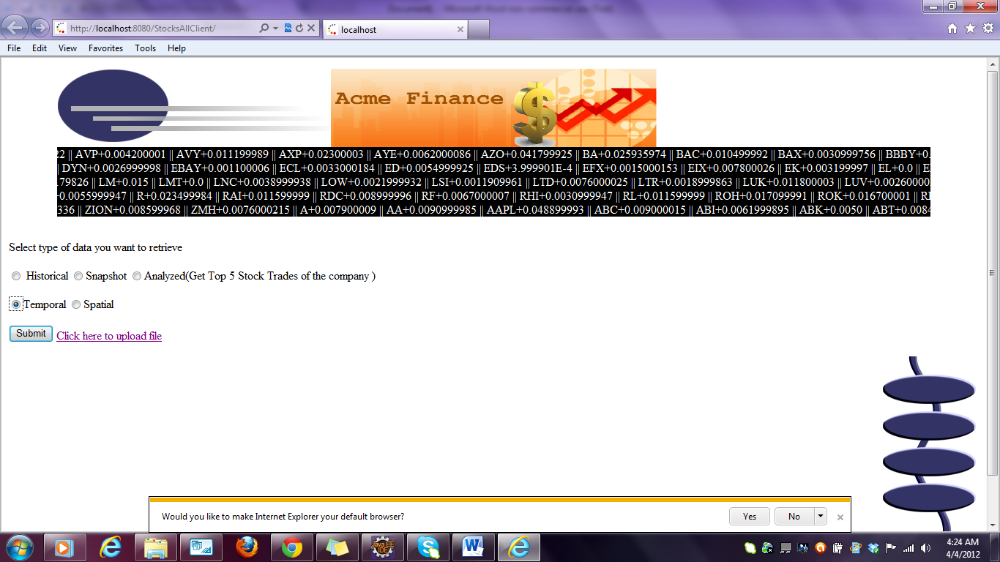 http://localhost:8080/StocksAllClient/
localhost
File Edit View Favorites Tools Help
Acme Finance
22 || AVP+0.004200001 || AVY+0.011199989 || AXP+0.02300003 || AYE+0.0062000086 || AZO+0.041799925 || BA+0.025935974 || BAC+0.010499992 || BAX+0.0030999756 || BBBY+0.
| DYN+0.0026999998 || EBAY+0.001100006 || ECL+0.0033000184 || ED+0.0054999925 || EDS+3.999901E-4 || EFX+0.0015000153 || EIX+0.007800026 || EK+0.003199997 || EL+0.0 || E
179826 || LM+0.015 || LMT+0.0 || LNC+0.0038999938 || LOW+0.0021999932 || LSI+0.0011909961 || LTD+0.0076000025 || LTR+0.0018999863 || LUK+0.011800003 || LUV+0.0026000
+0.0055999947 || R+0.023499984 || RAI+0.011599999 || RDC+0.008999996 || RF+0.0067000007 || RHI+0.0030999947 || RL+0.011599999 || ROH+0.017099991 || ROK+0.016700001 ||
336 || ZION+0.008599968 || ZMH+0.0076000215 || A+0.007900009 || AA+0.0090999985 || AAPL+0.048899993 || ABC+0.009000015 || ABI+0.0061999895 || ABK+0.0050 || ABT+0.0084
Select type of data you want to retrieve
Historical Snapshot Analyzed(Get Top 5 Stock Trades of the company )
Temporal Spatial
Submit Click here to upload file
Would you like to make Internet Explorer your default browser? Yes No
Java EE
IDE
4:24 AM
4/4/2012